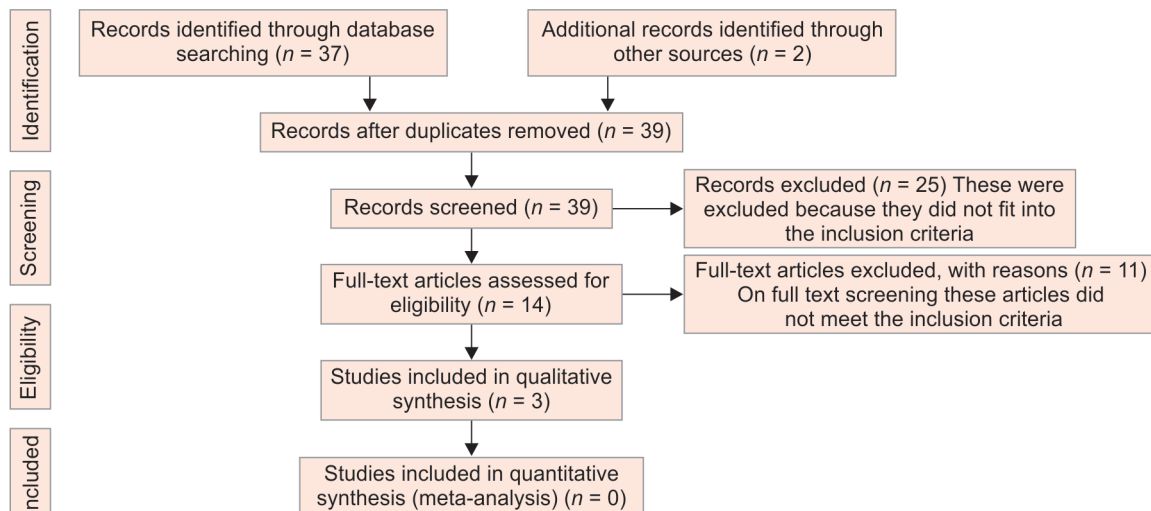 Identification
Records identified through database
searching (n = 37)
Additional records identified through
other sources (n = 2)
Records after duplicates removed (n = 39)
Screening
Records screened (n = 39)
Records excluded (n = 25) These were
excluded because they did not fit into
the inclusion criteria
Full-text articles assessed for
eligibility (n = 14)
Full-text articles excluded, with reasons (n = 11)
On full text screening these articles did
not meet the inclusion criteria
Eligibility
Studies included in qualitative
synthesis (n = 3)
ncluded
Studies included in quantitative
synthesis (meta-analysis) (n = 0)